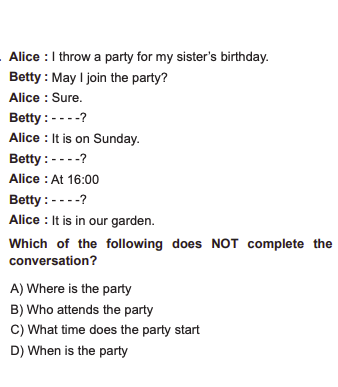 Alice : I throw a party for my sister's birthday.
Betty : May I join the party?
Alice : Sure.
Betty : - - - -?
Alice : It is on Sunday.
Betty : - - - -?
Alice : At 16:00
Betty : - - - -?
Alice : It is in our garden.
Which of the following does NOT complete the
conversation?
A) Where is the party
B) Who attends the party
C) What time does the party start
D) When is the party